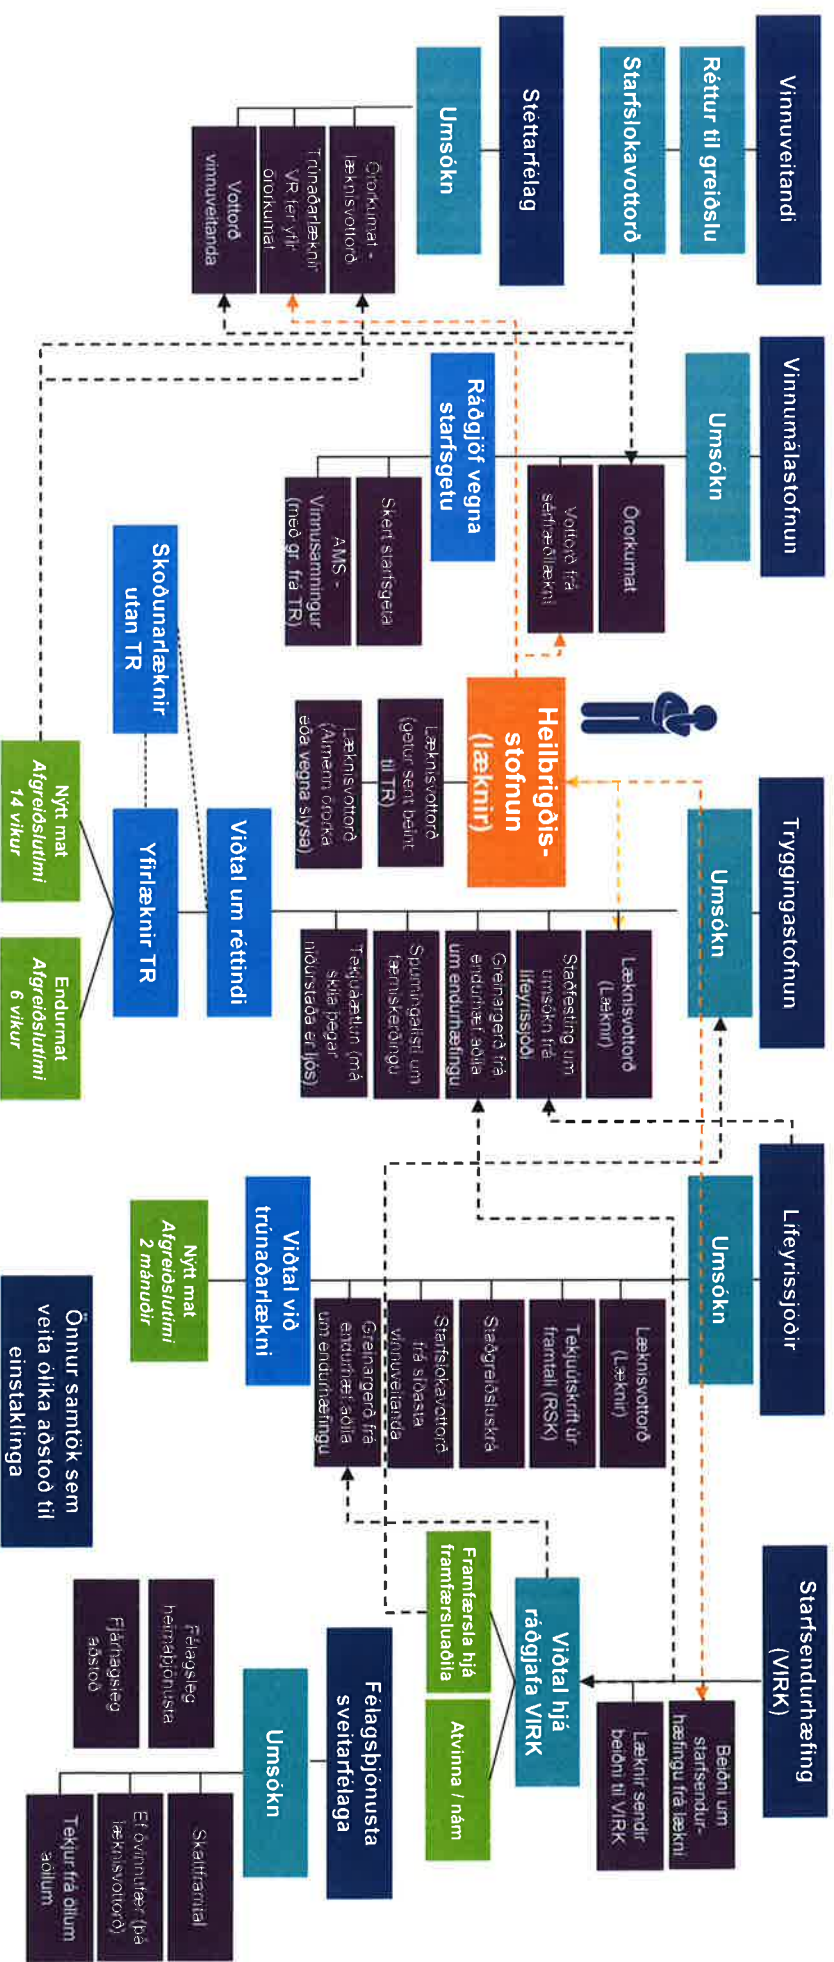 Vinnuveitandi
Réttur til greiðslu
Starfslokavottorð
Stéttarfélag
Umsókn
Örorkumat -
læknisvottorð
Trúnaðarlæknir
VR fer yfir
örorkumat
Vottorð
vinnuveitanda
Vinnumálastofnun
Umsókn
Örorkumat
Vottorð frá
sérfræðilækni
Ráðgjöf vegna
starfsgetu
Skert starfsgeta
AMS -
Vinnusamningur
(með gr. frá TR)
Heilbrigðis-
stofnun
(læknir)
Læknisvottorð
(getur sent beint
til TR)
Læknisvottorð
(Almenn örorka
eða vegna slysa)
Tryggingastofnun
Umsókn
Læknisvottorð
(Læknir)
Staðfesting um
umsókn frá
lífeyrissjóði
Greinargerð frá
endurhæf.aðila
um endurhæfingu
Spurningalisti um
færniskerðingu
Tekjuáætlun (má
skila þegar
niðurstaða er ljós)
Viðtal um réttindi
Skoðunarlæknir
utan TR
Yfirlæknir TR
Nýtt mat
Afgreiðslutími
14 vikur
Endurmat
Afgreiðslutími
6 vikur
Lífeyrissjóðir
Umsókn
Læknisvottorð
(Læknir)
Tekjuútskrift úr
framtali (RSK)
Staðgreiðsluskrá
Starfslokavottorð
frá síðasta
vinnuveitanda
Greinargerð frá
endurhæf.aðila
um endurhæfingu
Viðtal við
trúnaðarlækni
Nýtt mat
Afgreiðslutími
2 mánuðir
Starfsendurhæfing
(VIRK)
Beiðni um
starfsendur-
hæfingu frá lækni
Læknir sendir
beiðni til VIRK
Viðtal hjá
ráðgjafa VIRK
Framfærsla hjá
framfærsluaðila
Atvinna / nám
Félagsþjónusta
sveitarfélaga
Umsókn
Skattframtal
Ef óvinnufær (þá
læknisvottorð)
Tekjur frá öllum
aðilum
Félagsleg
heimaþjónusta
Fjárhagsleg
aðstoð
Önnur samtök sem
veita ólíka aðstoð til
einstaklinga